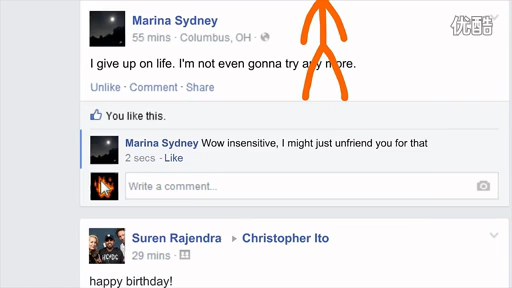 优酷
Marina Sydney
55 mins · Columbus, OH ·
I give up on life. I'm not even gonna try any more.
Unlike · Comment · Share
You like this.
Marina Sydney Wow insensitive, I might just unfriend you for that
2 secs · Like
Write a comment...
Suren Rajendra ▸ Christopher Ito
29 mins ·
happy birthday!